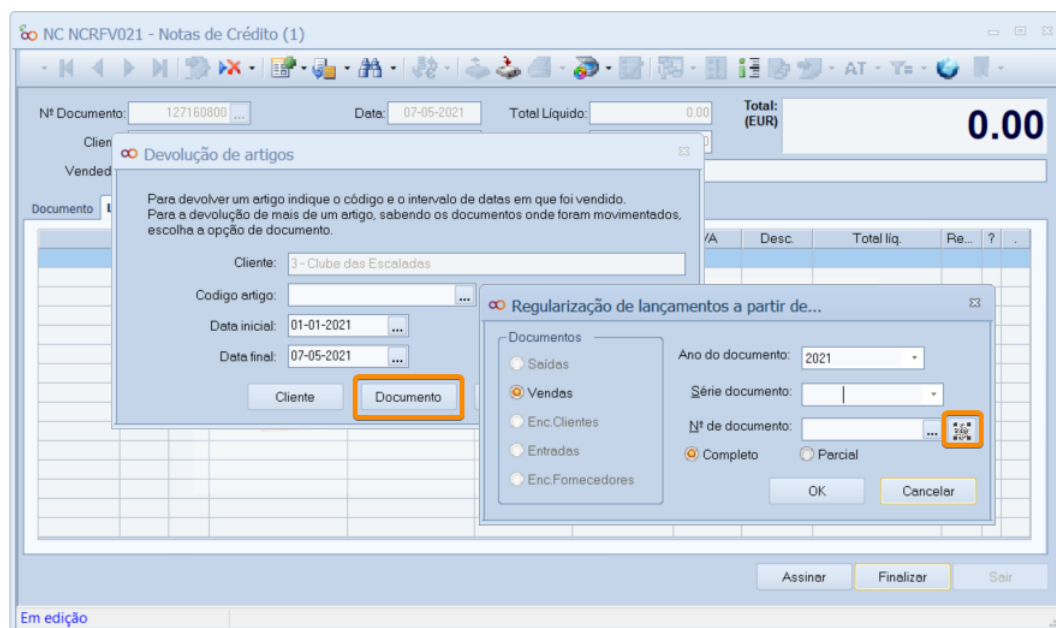 NC NCRFV021 - Notas de Crédito (1)
AT
Nº Documento: 127160800 ... Data: 07-05-2021 Total Líquido: 0.00 Total: (EUR) 0.00
Clien
Vended
Documento
Devolução de artigos
Para devolver um artigo indique o código e o intervalo de datas em que foi vendido.
Para a devolução de mais de um artigo, sabendo os documentos onde foram movimentados,
escolha a opção de documento.
Cliente: 3 - Clube das Escaladas
Codigo artigo: ...
Data inicial: 01-01-2021 ...
Data final: 07-05-2021 ...
Cliente Documento
VA Desc. Total líq. Re... ? .
Regularização de lançamentos a partir de...
Documentos
Saídas
Vendas
Enc.Clientes
Entradas
Enc.Fornecedores
Ano do documento: 2021
Série documento:
Nº de documento: ...
Completo Parcial
OK Cancelar
Assinar Finalizar Sair
Em edição